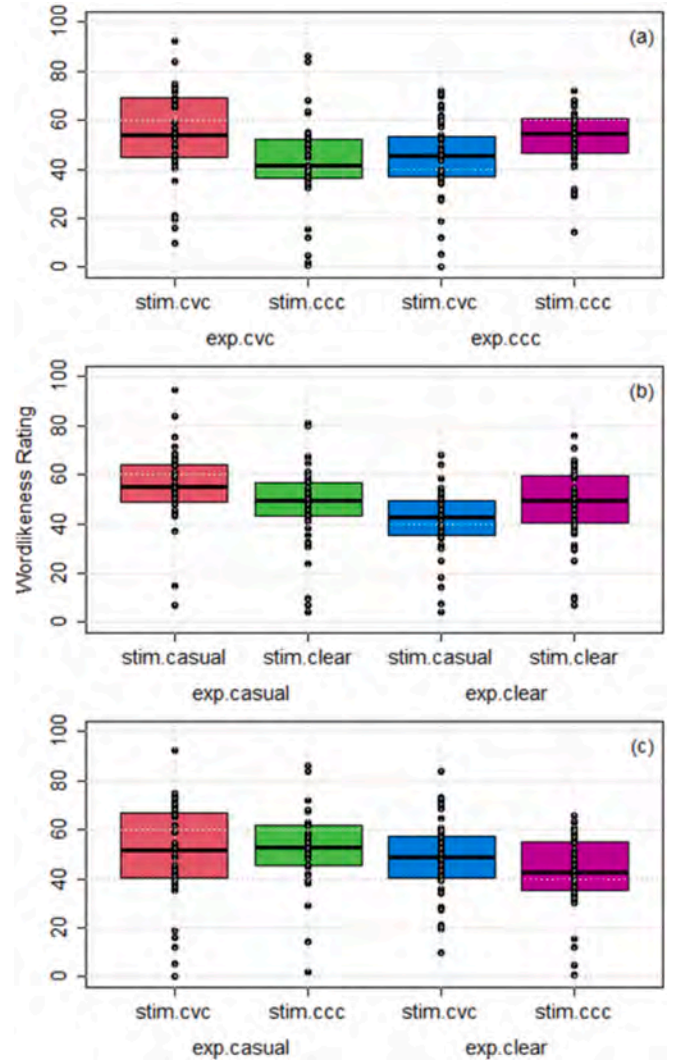 Wordlikeness Rating
(a)
100
80
60
40
20
0
stim.cvc stim.ccc stim.cvc stim.ccc
exp.cvc exp.ccc
(b)
100
80
60
40
20
0
stim.casual stim.clear stim.casual stim.clear
exp.casual exp.clear
(c)
100
80
60
40
20
0
stim.cvc stim.ccc stim.cvc stim.ccc
exp.casual exp.clear